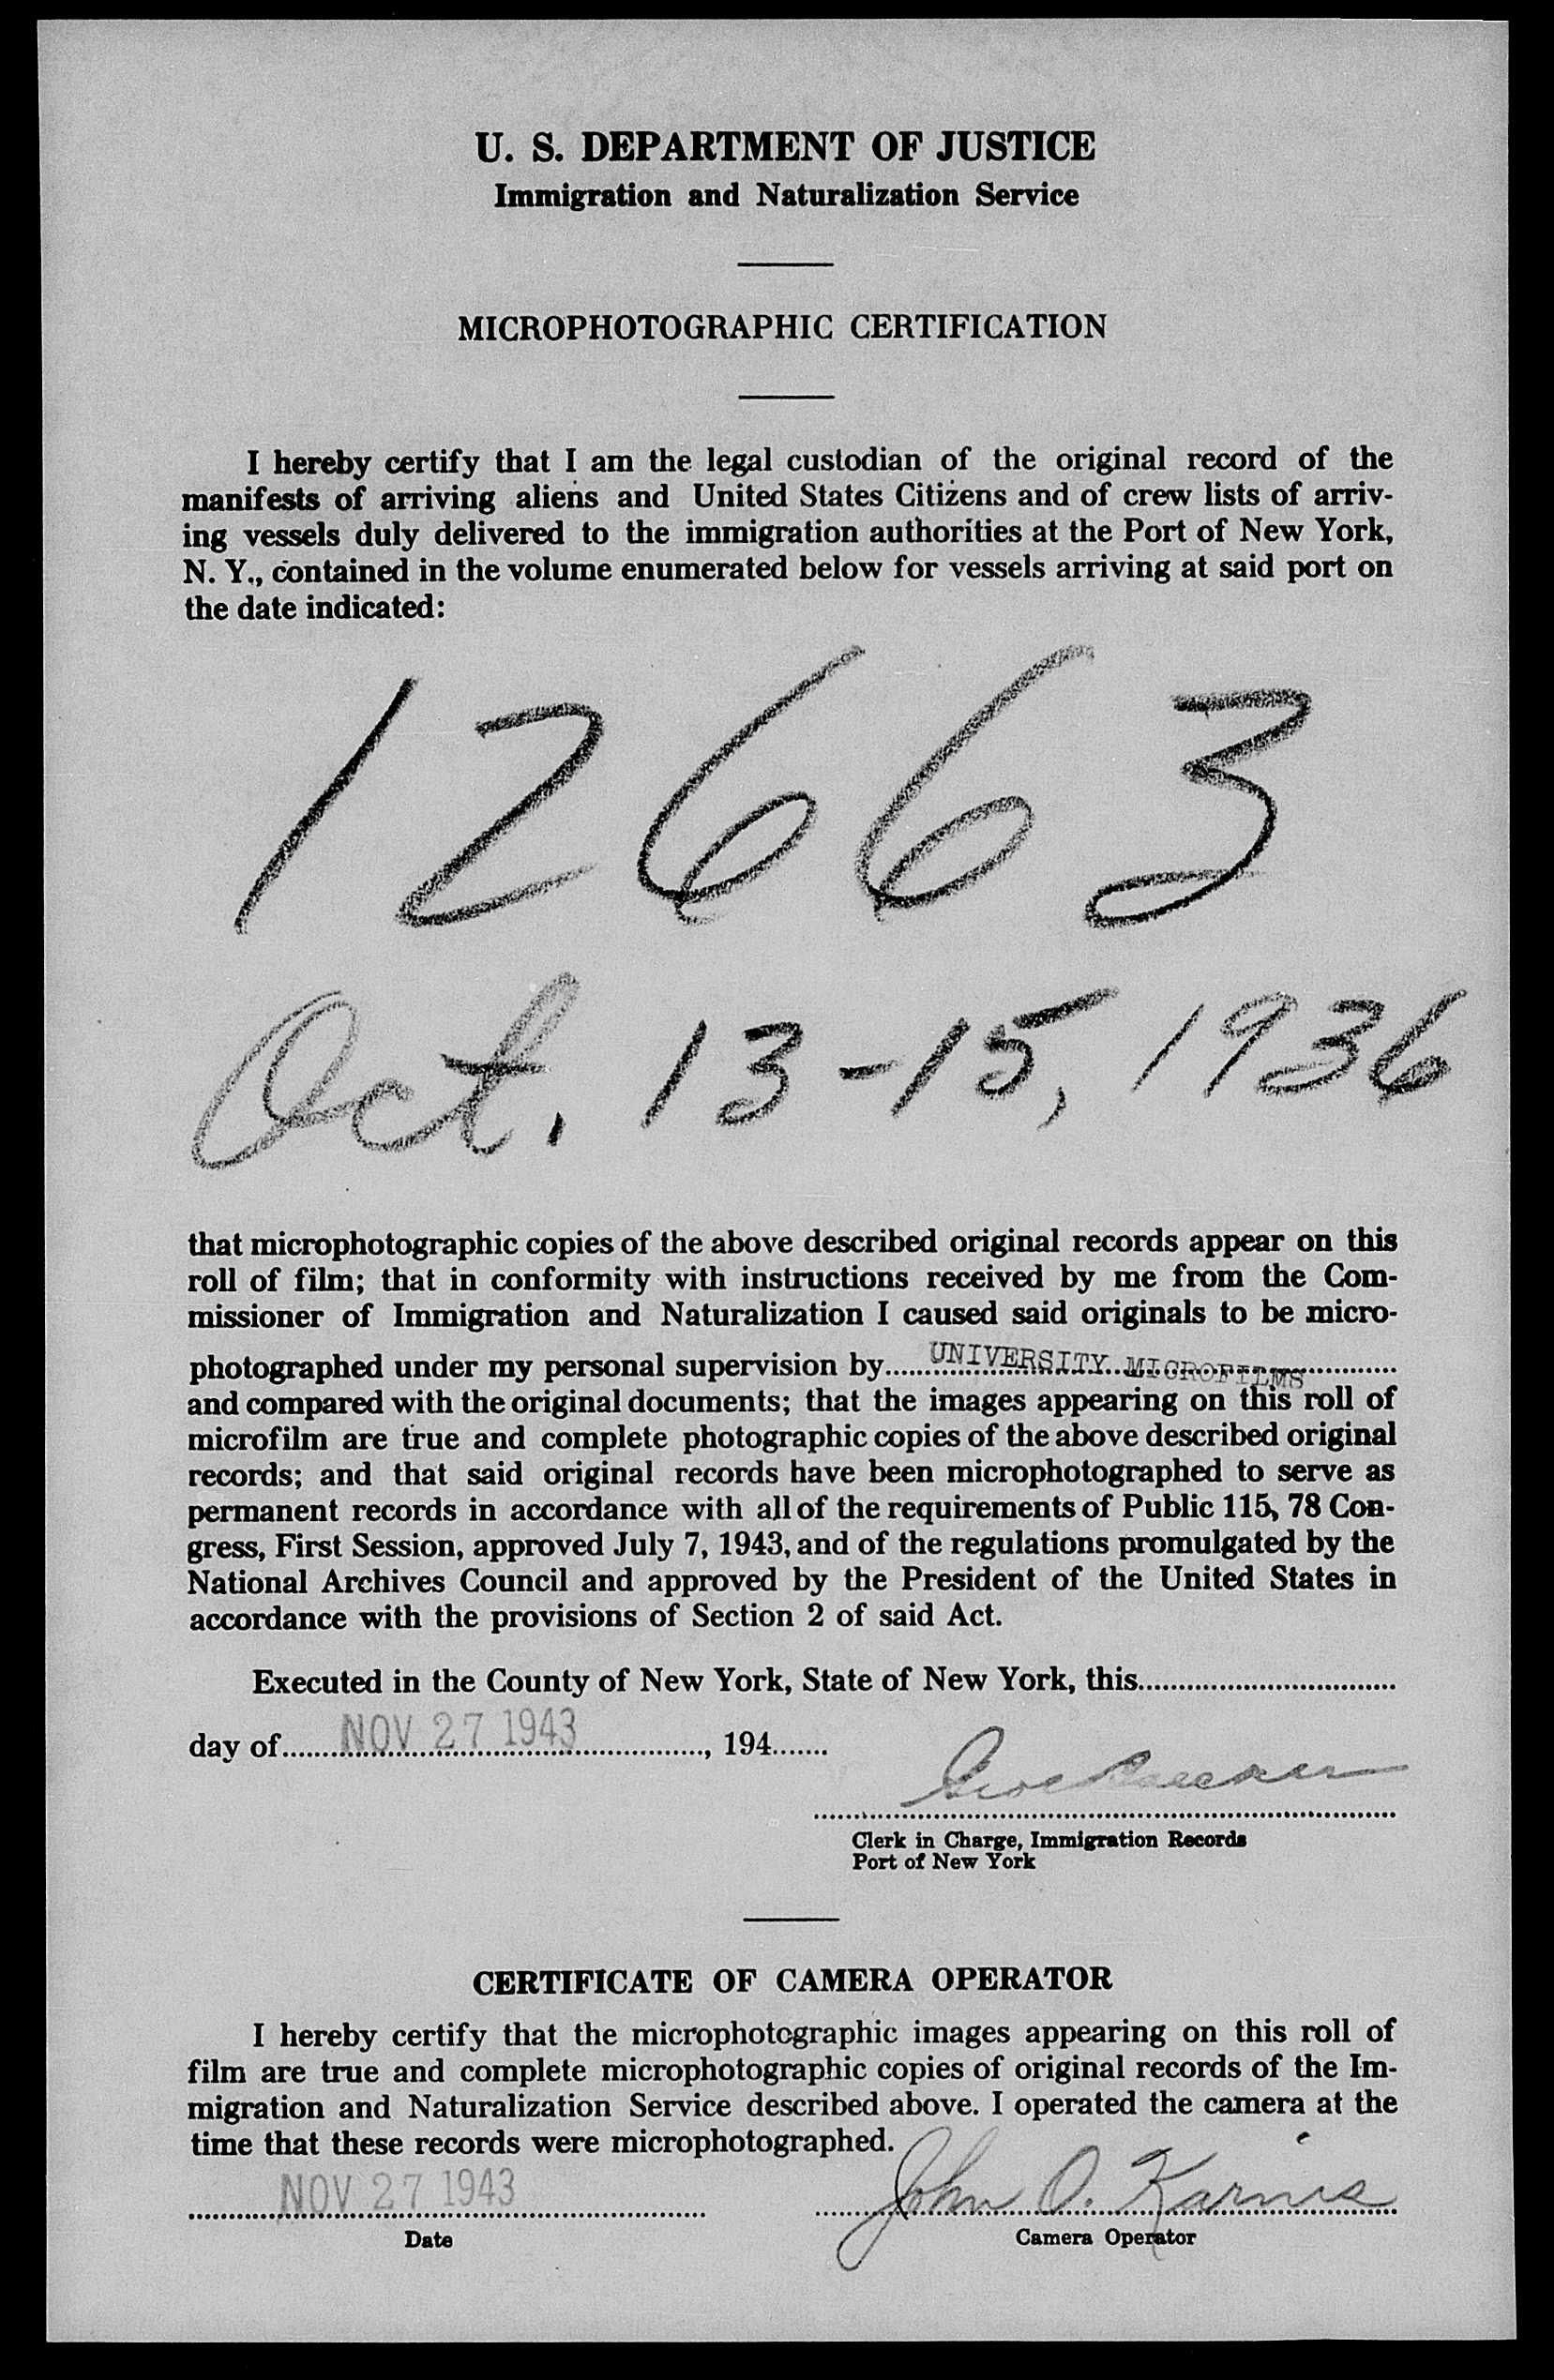 U. S. DEPARTMENT OF JUSTICE
Immigration and Naturalization Service
MICROPHOTOGRAPHIC CERTIFICATION
I hereby certify that I am the legal custodian of the original record of the
manifests of arriving aliens and United States Citizens and of crew lists of arriv-
ing vessels duly delivered to the immigration authorities at the Port of New York,
N. Y., contained in the volume enumerated below for vessels arriving at said port on
the date indicated:
12663
Oct. 13-15, 1936
that microphotographic copies of the above described original records appear on this
roll of film; that in conformity with instructions received by me from the Com-
missioner of Immigration and Naturalization I caused said originals to be micro-
photographed under my personal supervision by UNIVERSITY MICROFILMS
and compared with the original documents; that the images appearing on this roll of
microfilm are true and complete photographic copies of the above described original
records; and that said original records have been microphotographed to serve as
permanent records in accordance with all of the requirements of Public 115, 78 Con-
gress, First Session, approved July 7, 1943, and of the regulations promulgated by the
National Archives Council and approved by the President of the United States in
accordance with the provisions of Section 2 of said Act.
Executed in the County of New York, State of New York, this
day of NOV 27 1943, 194
Clerk in Charge, Immigration Records
Port of New York
CERTIFICATE OF CAMERA OPERATOR
I hereby certify that the microphotographic images appearing on this roll of
film are true and complete microphotographic copies of original records of the Im-
migration and Naturalization Service described above. I operated the camera at the
time that these records were microphotographed.
NOV 27 1943 John O. Karnis
Date Camera Operator